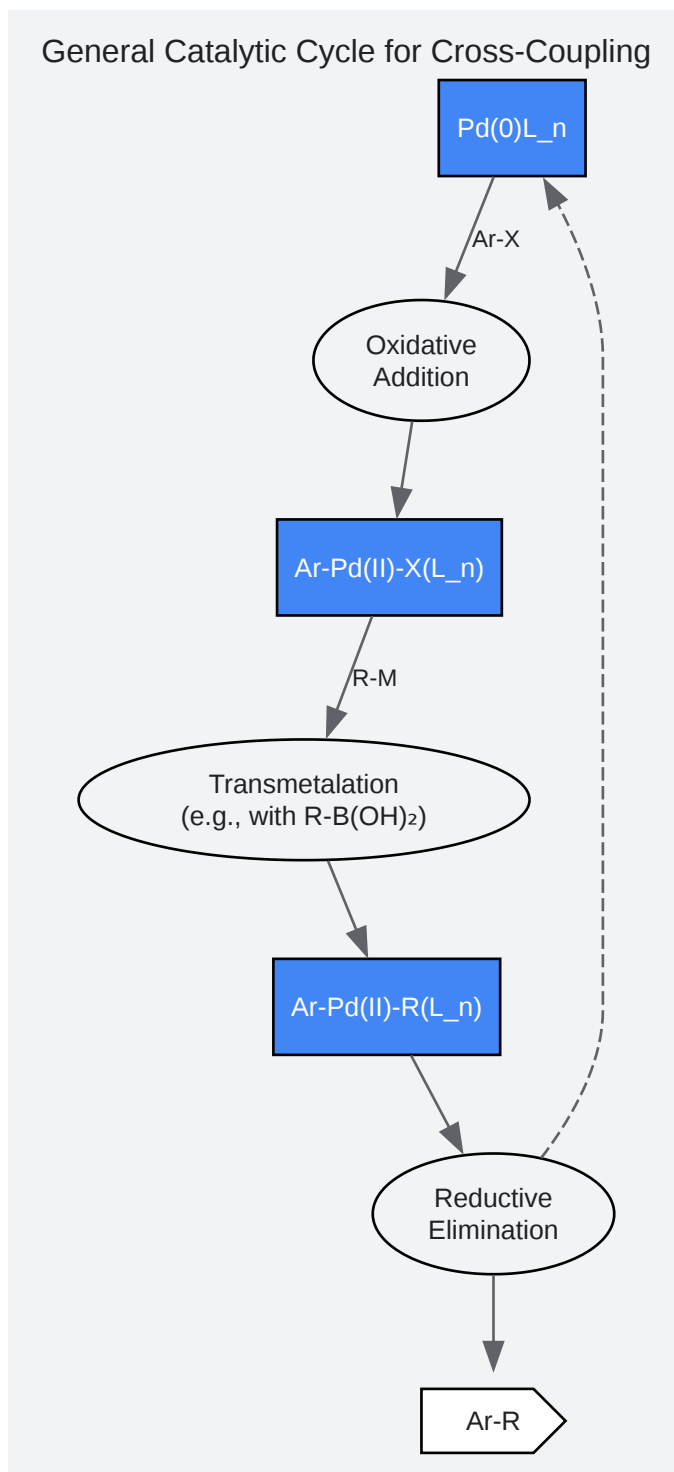 General Catalytic Cycle for Cross-Coupling
Pd(0)L_n
Ar-X
Oxidative
Addition
Ar-Pd(II)-X(L_n)
R-M
Transmetalation
(e.g., with R-B(OH)₂)
Ar-Pd(II)-R(L_n)
Reductive
Elimination
Ar-R